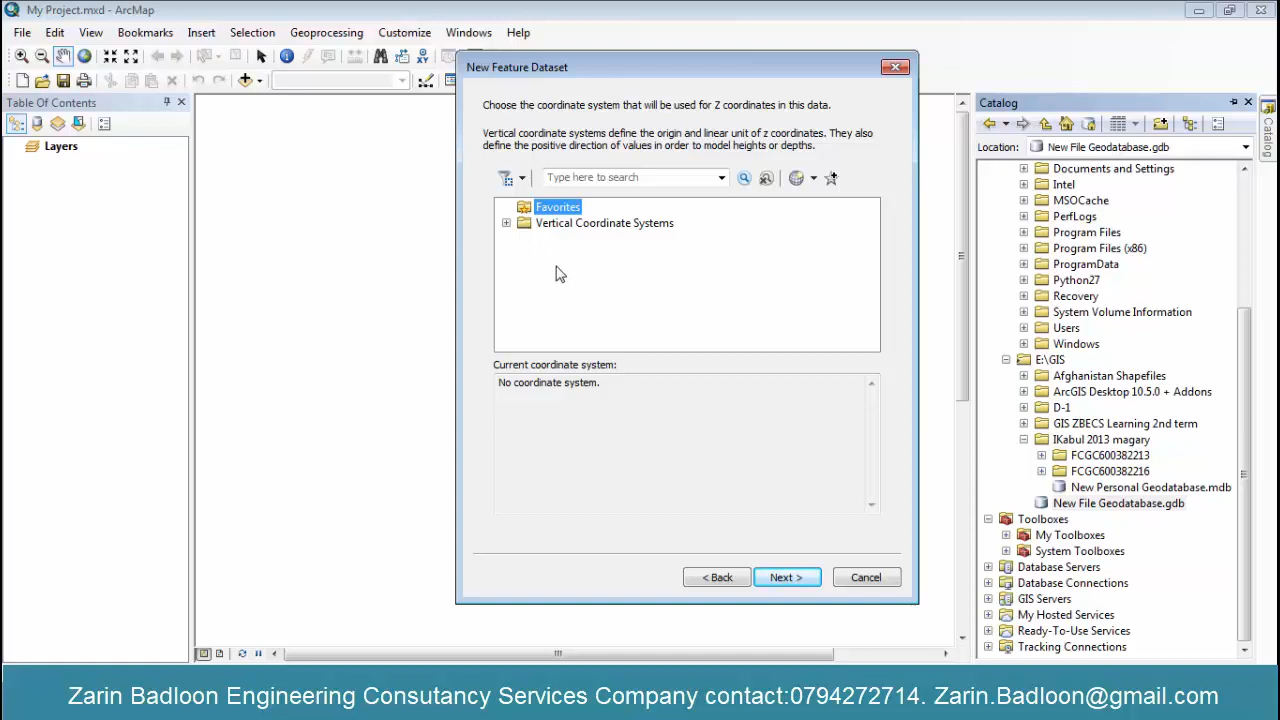 My Project.mxd - ArcMap
File Edit View Bookmarks Insert Selection Geoprocessing Customize Windows Help
Table Of Contents
Layers
New Feature Dataset
Choose the coordinate system that will be used for Z coordinates in this data.
Vertical coordinate systems define the origin and linear unit of z coordinates. They also
define the positive direction of values in order to model heights or depths.
Type here to search
Favorites
Vertical Coordinate Systems
Current coordinate system:
No coordinate system.
< Back Next > Cancel
Catalog
Location: New File Geodatabase.gdb
Documents and Settings
Intel
MSOCache
PerfLogs
Program Files
Program Files (x86)
ProgramData
Python27
Recovery
System Volume Information
Users
Windows
E:\GIS
Afghanistan Shapefiles
ArcGIS Desktop 10.5.0 + Addons
D-1
GIS ZBECS Learning 2nd term
IKabul 2013 magary
FCGC600382213
FCGC600382216
New Personal Geodatabase.mdb
New File Geodatabase.gdb
Toolboxes
My Toolboxes
System Toolboxes
Database Servers
Database Connections
GIS Servers
My Hosted Services
Ready-To-Use Services
Tracking Connections
Catalog
Zarin Badloon Engineering Consutancy Services Company contact:0794272714. Zarin.Badloon@gmail.com